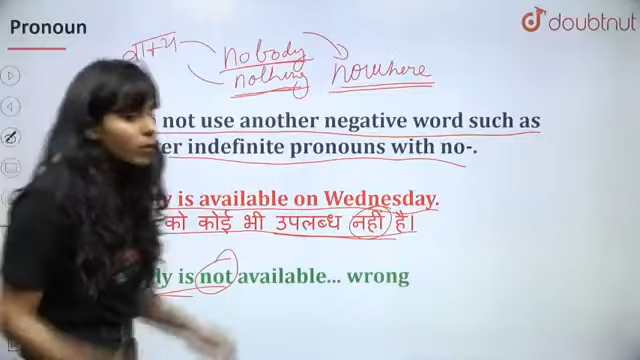 Pronoun
doubtnut
वाक्य
nobody
nothing nowhere
not use another negative word such as
indefinite pronouns with no-.
is available on Wednesday.
को कोई भी उपलब्ध नहीं है।
is not available... wrong